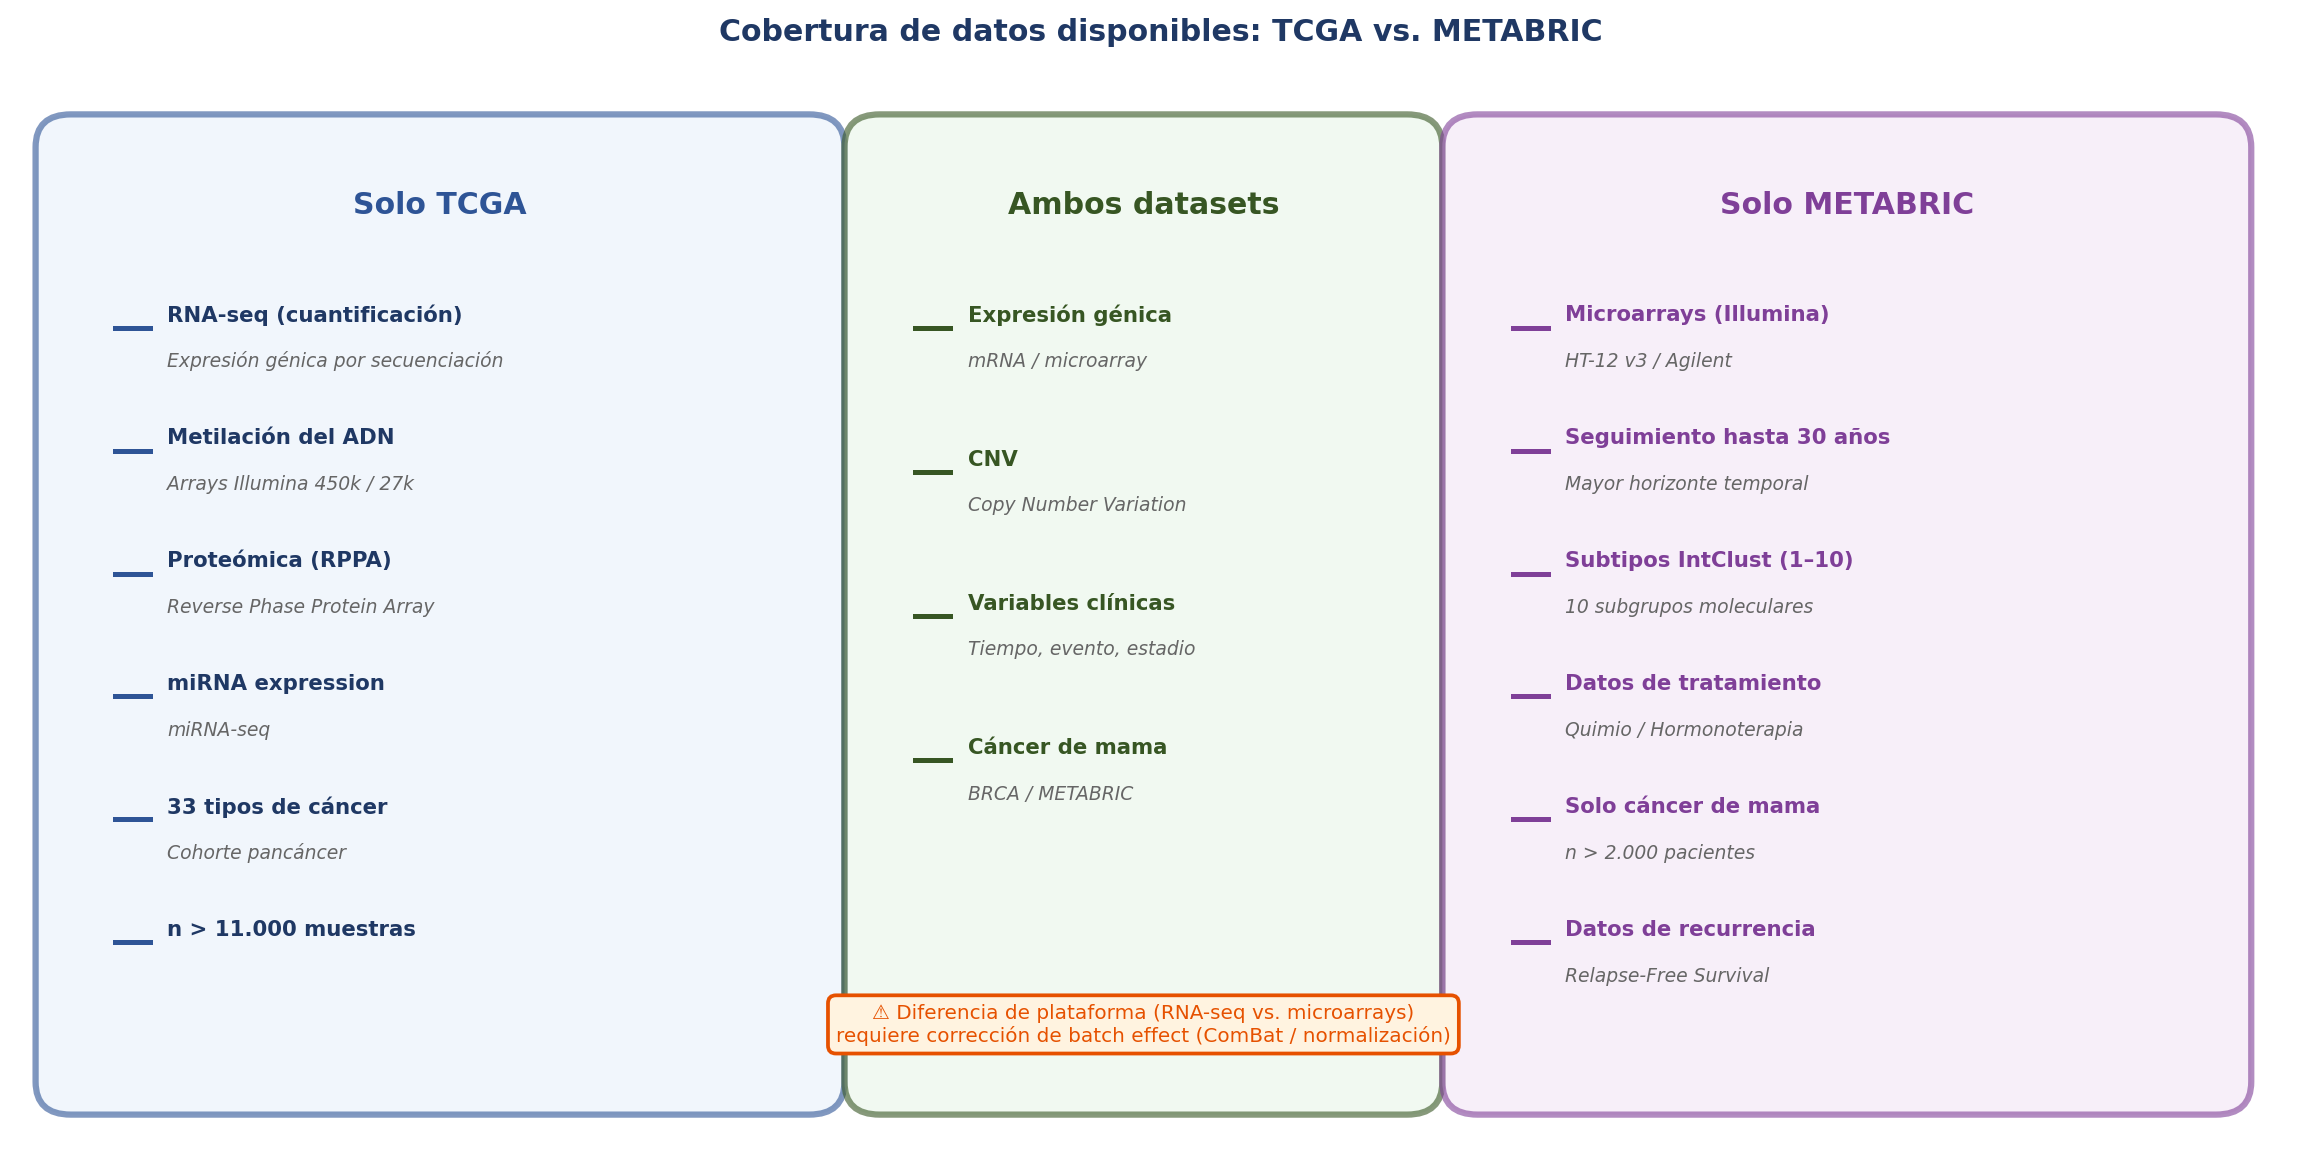 Cobertura de datos disponibles: TCGA vs. METABRIC
Solo TCGA
RNA-seq (cuantificación)
Expresión génica por secuenciación
Metilación del ADN
Arrays Illumina 450k / 27k
Proteómica (RPPA)
Reverse Phase Protein Array
miRNA expression
miRNA-seq
33 tipos de cáncer
Cohorte pancáncer
n > 11.000 muestras
Ambos datasets
Expresión génica
mRNA / microarray
CNV
Copy Number Variation
Variables clínicas
Tiempo, evento, estadio
Cáncer de mama
BRCA / METABRIC
Solo METABRIC
Microarrays (Illumina)
HT-12 v3 / Agilent
Seguimiento hasta 30 años
Mayor horizonte temporal
Subtipos IntClust (1–10)
10 subgrupos moleculares
Datos de tratamiento
Quimio / Hormonoterapia
Solo cáncer de mama
n > 2.000 pacientes
Datos de recurrencia
Relapse-Free Survival
⚠ Diferencia de plataforma (RNA-seq vs. microarrays)
requiere corrección de batch effect (ComBat / normalización)